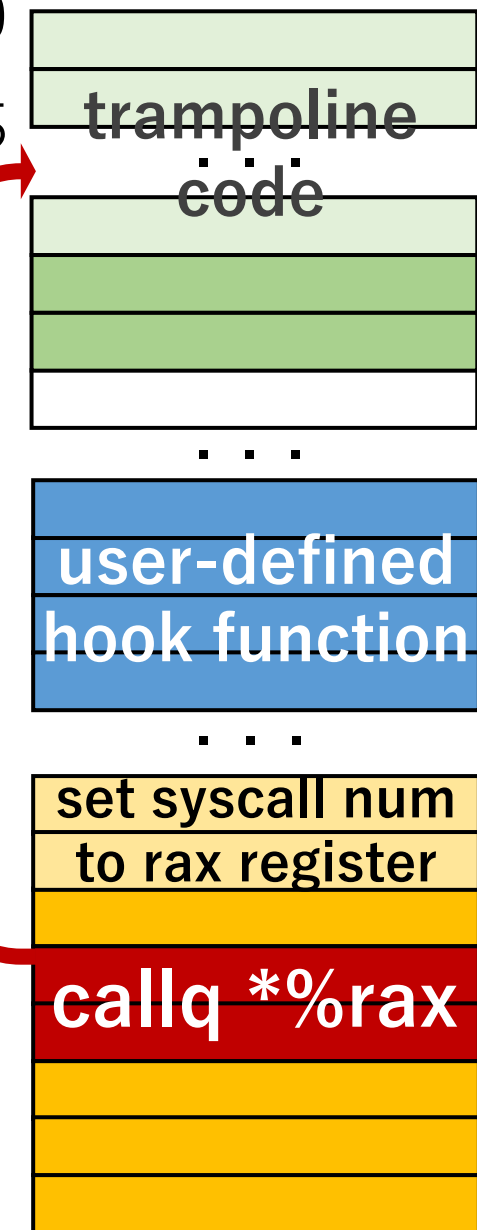 trampoline
. . .
code
. . .
user-defined
hook function
. . .
set syscall num
to rax register
callq *%rax